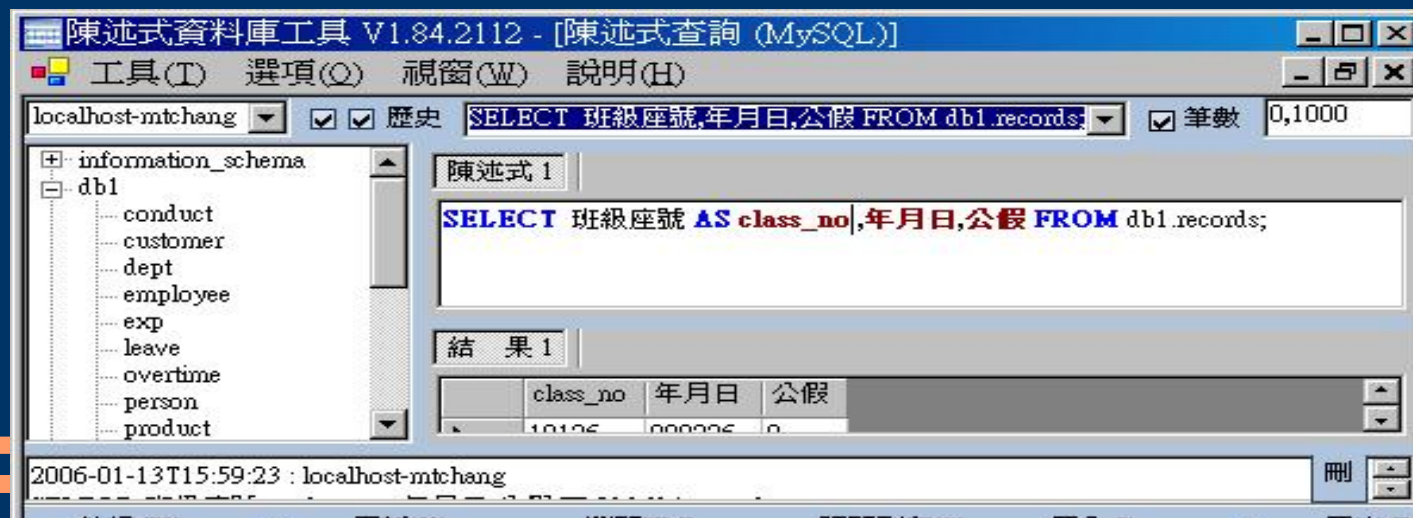 陳述式資料庫工具 V1.84.2112 - [陳述式查詢 (MySQL)]
工具(T) 選項(O) 視窗(W) 說明(H)
localhost-mtchang 歷史 SELECT 班級座號,年月日,公假 FROM db1.records; 筆數 0,1000
information_schema
db1
conduct
customer
dept
employee
exp
leave
overtime
person
product
陳述式 1
SELECT 班級座號 AS class_no,年月日,公假 FROM db1.records;
結 果 1
class_no 年月日 公假
2006-01-13T15:59:23 : localhost-mtchang
刪